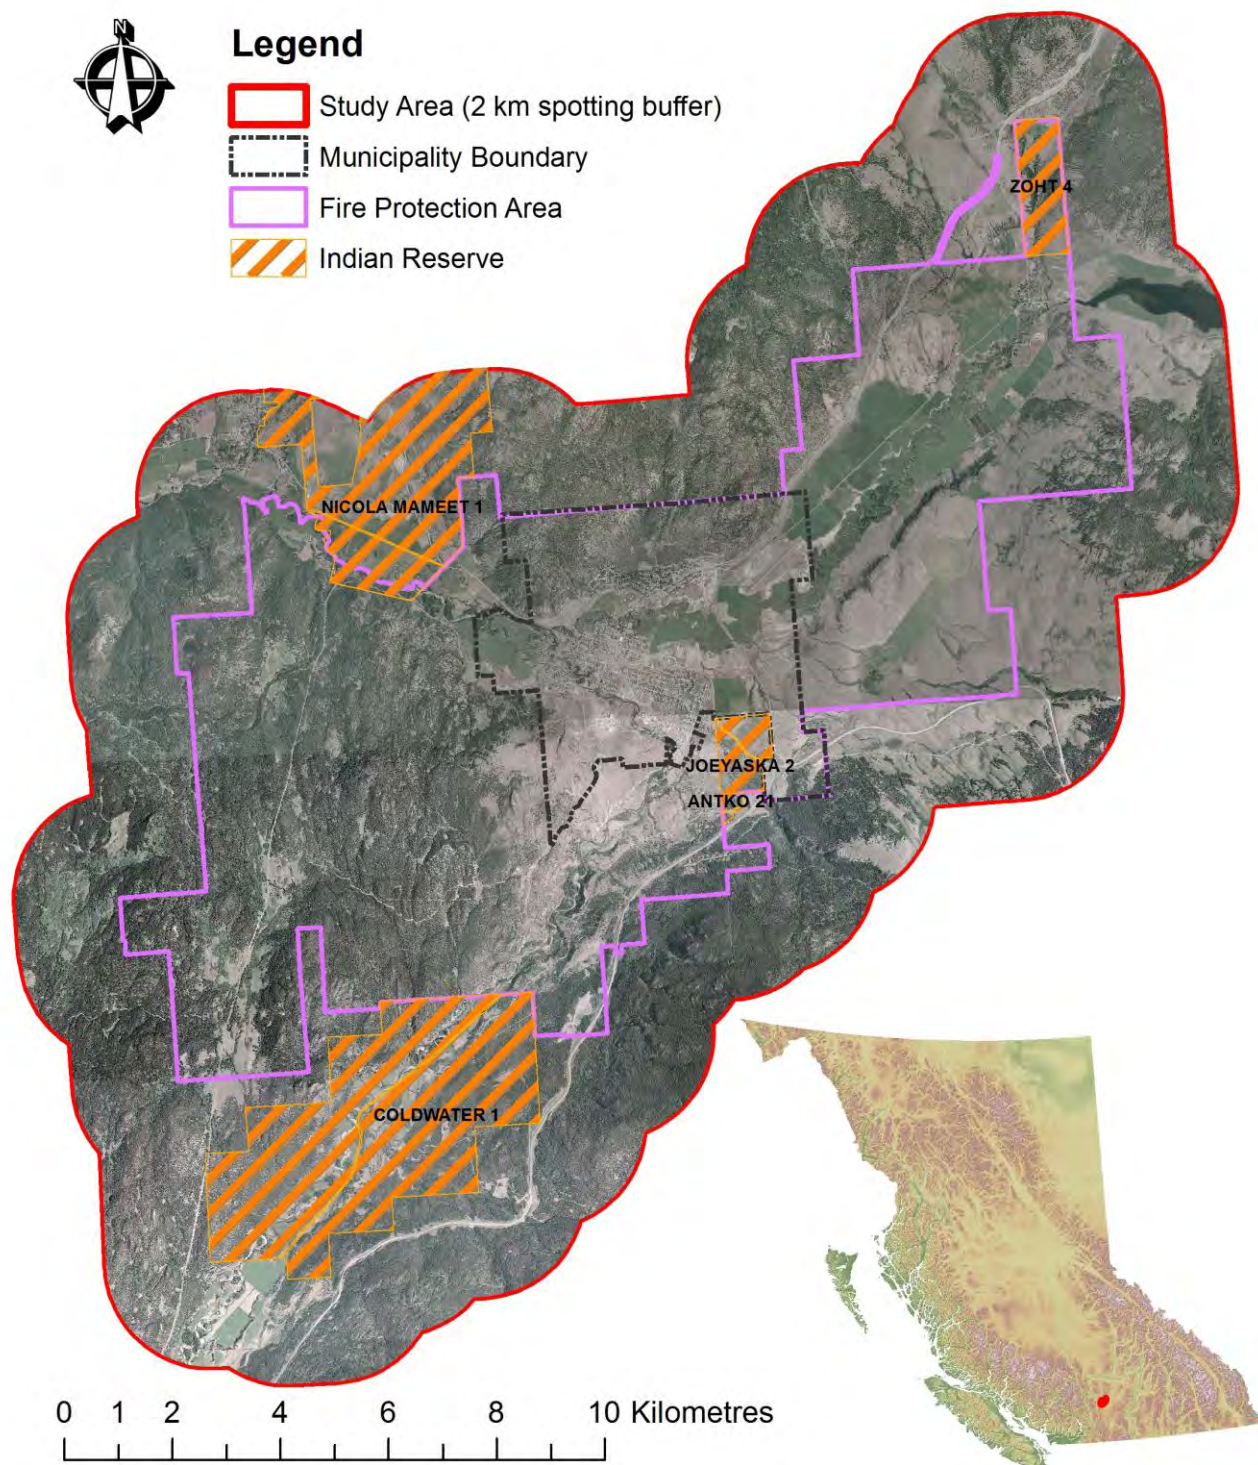 N
Legend
Study Area (2 km spotting buffer)
Municipality Boundary
Fire Protection Area
Indian Reserve
ZOHT 4
NICOLA MAMEET 1
JOEYASKA 2
ANTKO 21
COLDWATER 1
0 1 2 4 6 8 10 Kilometres